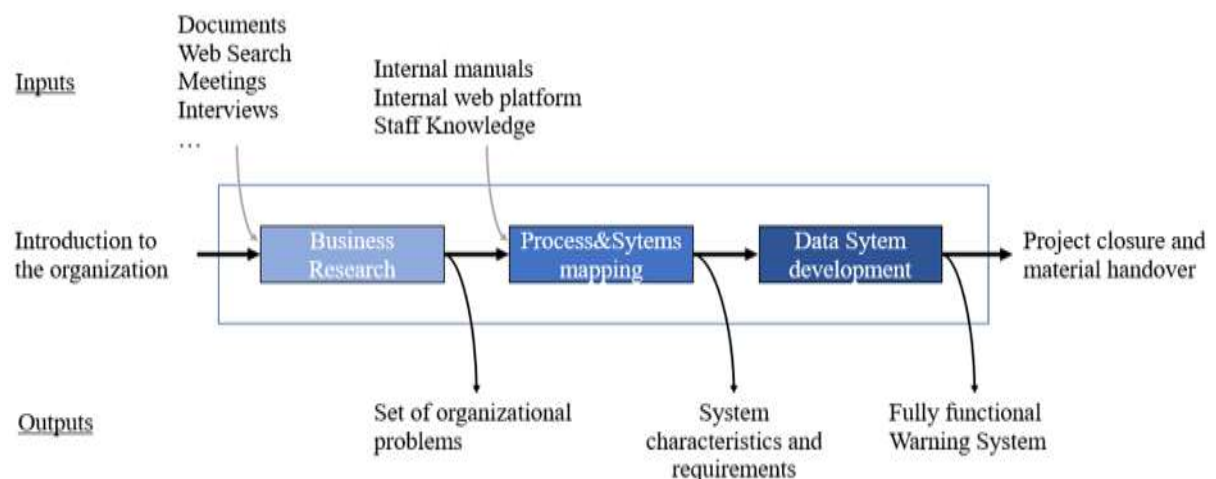 Documents
Web Search
Meetings
Interviews
…
Inputs
Internal manuals
Internal web platform
Staff Knowledge
Introduction to
the organization
Business
Research
Process&Sytems
mapping
Data Sytem
development
Project closure and
material handover
Outputs
Set of organizational
problems
System
characteristics and
requirements
Fully functional
Warning System